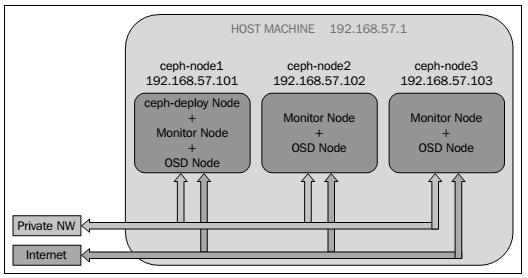 HOST MACHINE 192.168.57.1
ceph-node1
192.168.57.101
ceph-node2
192.168.57.102
ceph-node3
192.168.57.103
ceph-deploy Node
+
Monitor Node
+
OSD Node
Monitor Node
+
OSD Node
Monitor Node
+
OSD Node
Private NW
Internet